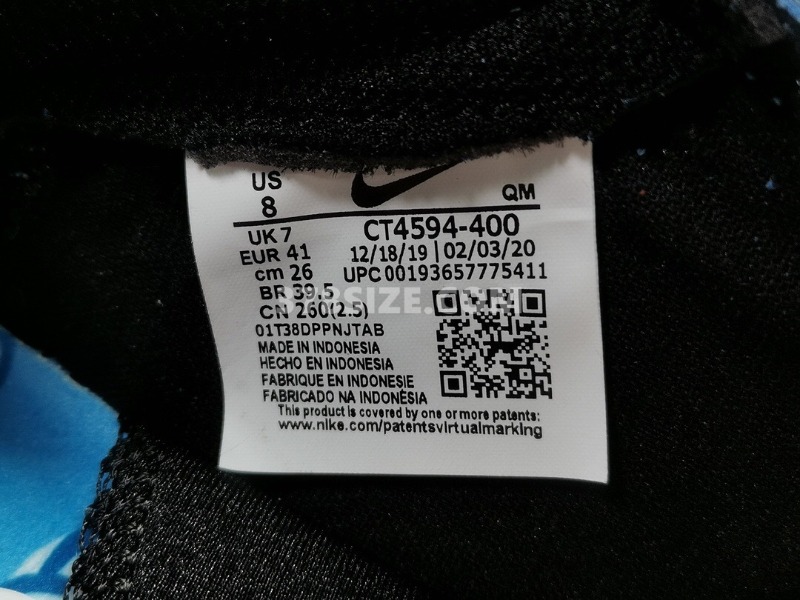 US
8
QM
UK 7
CT4594-400
EUR 41
12/18/19 | 02/03/20
cm 26
UPC 00193657775411
BR 39,5
CN 260(2.5)
01T38DPPNJTAB
MADE IN INDONESIA
HECHO EN INDONESIA
FABRIQUE EN INDONESIE
FABRICADO NA INDONÈSIA
This product is covered by one or more patents:
www.nike.com/patentsvirtualmarking